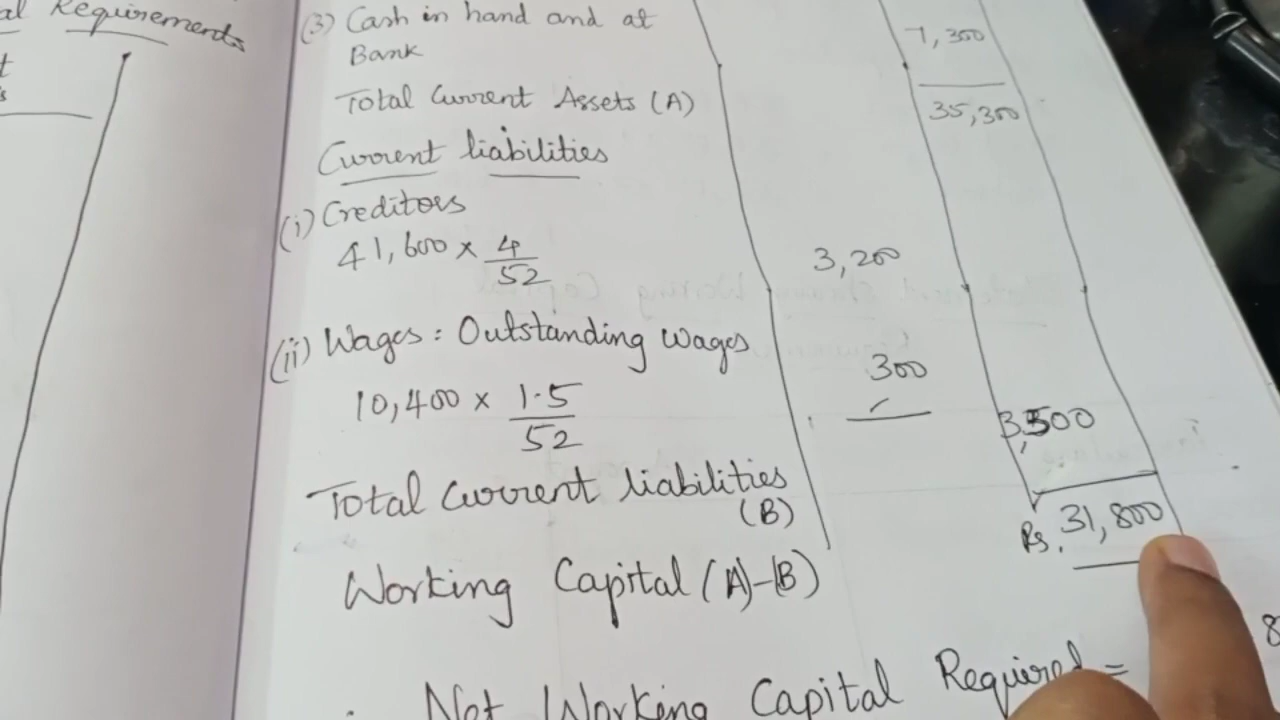 al Requirements
t
s
(3) Cash in hand and at
Bank
7,300
Total Current Assets (A)
35,300
Current liabilities
(i) Creditors
41,600 × 4/52
3,200
(ii) Wages: Outstanding wages
300
10,400 × 1.5/52
3,500
Total Current liabilities
(B)
Rs. 31,800
Working Capital (A)-(B)
Net Working Capital Required =
8